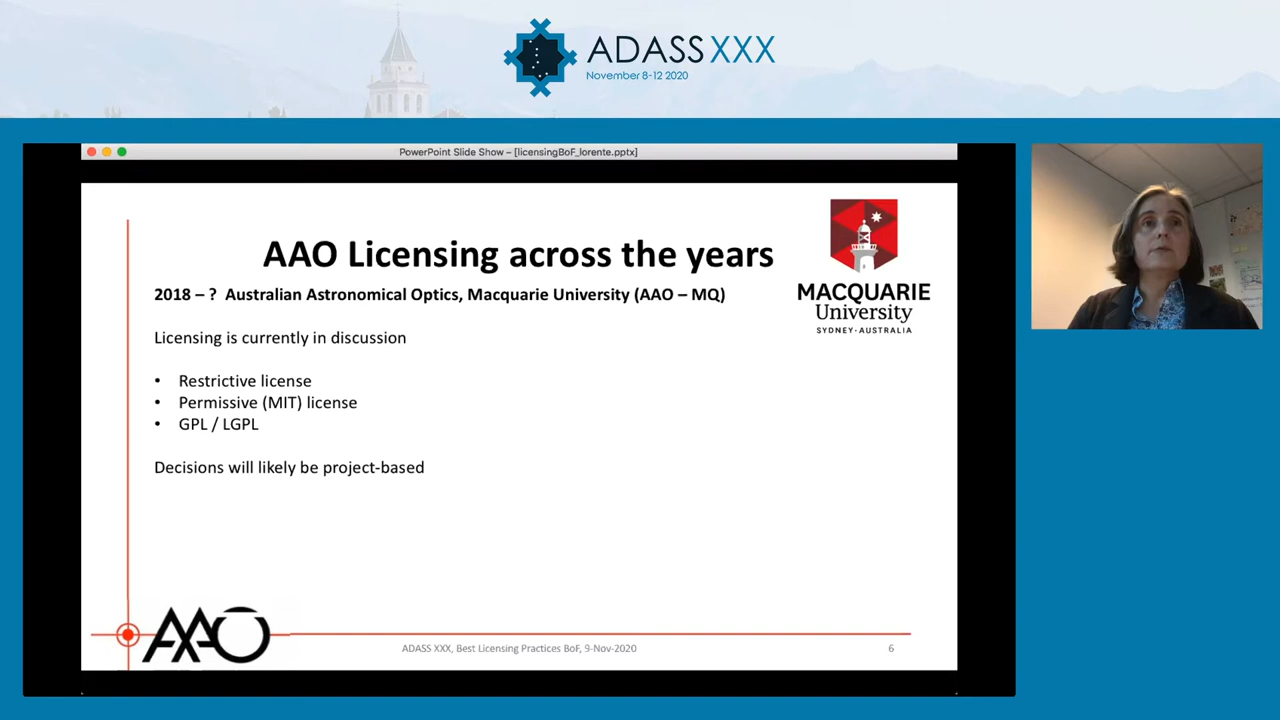 ADASS XXX
November 8-12 2020
PowerPoint Slide Show – [licensingBoF_lorente.pptx]
AAO Licensing across the years
2018 – ? Australian Astronomical Optics, Macquarie University (AAO – MQ)
MACQUARIE
University
SYDNEY·AUSTRALIA
Licensing is currently in discussion
• Restrictive license
• Permissive (MIT) license
• GPL / LGPL
Decisions will likely be project-based
AAO
ADASS XXX, Best Licensing Practices BoF, 9-Nov-2020
6